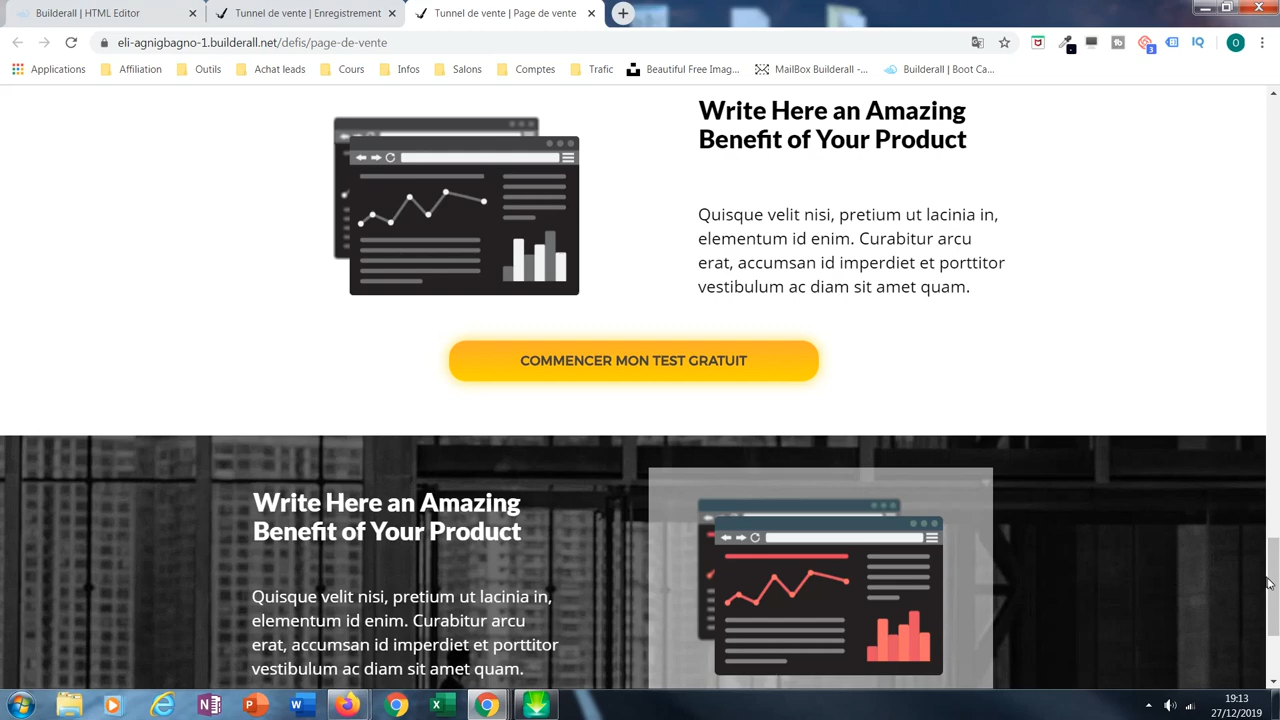 Builderall | HTML Editor
Tunnel de vente | Enregistrement
Tunnel de vente | Page de vente
eli-agnigbagno-1.builderall.net/defis/page-de-vente
Applications
Affiliation
Outils
Achat leads
Cours
Infos
Salons
Comptes
Trafic
Beautiful Free Imag...
MailBox Builderall -...
Builderall | Boot Ca...
Write Here an Amazing
Benefit of Your Product
Quisque velit nisi, pretium ut lacinia in,
elementum id enim. Curabitur arcu
erat, accumsan id imperdiet et porttitor
vestibulum ac diam sit amet quam.
COMMENCER MON TEST GRATUIT
Write Here an Amazing
Benefit of Your Product
Quisque velit nisi, pretium ut lacinia in,
elementum id enim. Curabitur arcu
erat, accumsan id imperdiet et porttitor
vestibulum ac diam sit amet quam.
19:13
27/12/2019